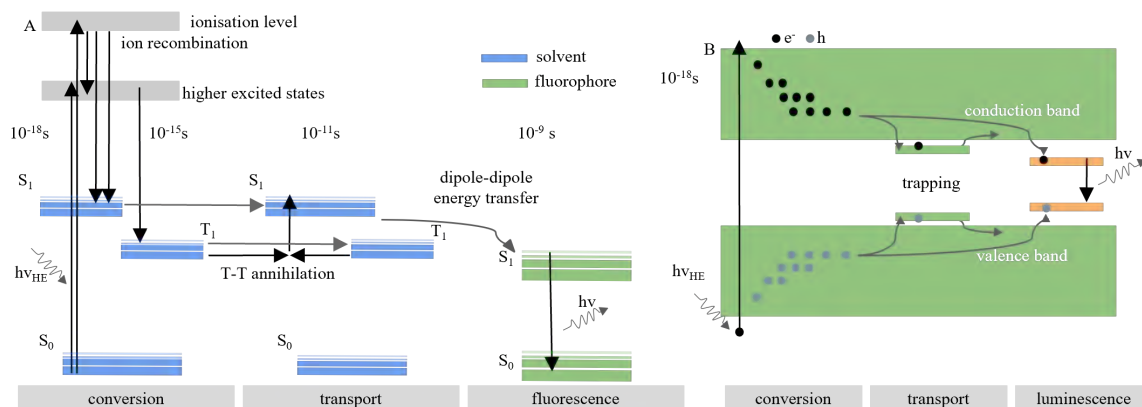 A
ionisation level
ion recombination
higher excited states
solvent
fluorophore
10⁻¹⁸s
10⁻¹⁵s
10⁻¹¹s
10⁻⁹ s
S₁
S₁
dipole-dipole
energy transfer
T₁
T₁
T-T annihilation
S₁
hνHE
hν
S₀
S₀
S₀
conversion
transport
fluorescence
B
e⁻
h
10⁻¹⁸s
conduction band
trapping
hν
valence band
hνHE
conversion
transport
luminescence